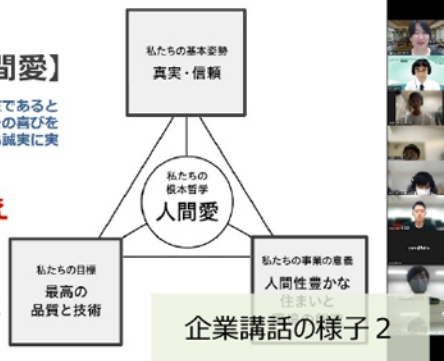 間愛】
であると
の喜びを
誠実に実
え
私たちの基本姿勢
真実・信頼
私たちの
根本哲学
人間愛
私たちの目標
最高の
品質と技術
私たちの事業の意義
人間性豊かな
住まいと
企業講話の様子2